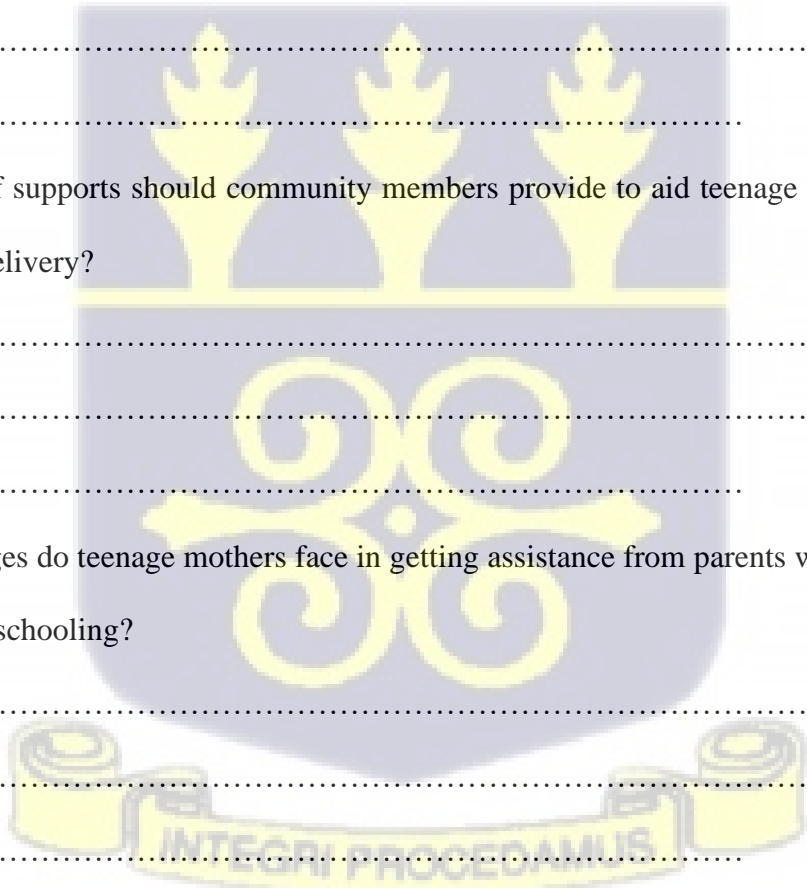 ……………………………………………………………………………
………………………………………………………………………
supports should community members provide to aid teenage
elivery?
……………………………………………………………………………
……………………………………………………………………………
………………………………………………………………………
ges do teenage mothers face in getting assistance from parents w
schooling?
……………………………………………………………………………
……………………………………………………………………………
INTEGRI PROCEDAMUS
………………………………………………………………………